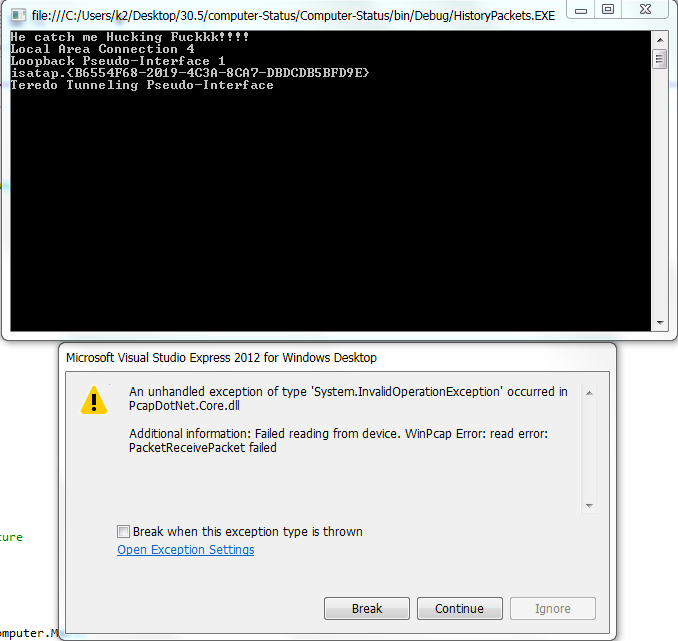 file:///C:/Users/k2/Desktop/30.5/computer-Status/Computer-Status/bin/Debug/HistoryPackets.EXE
He catch me Hucking Fuckkk!!!!
Local Area Connection 4
Loopback Pseudo-Interface 1
isatap.{B6554F68-2019-4C3A-8CA7-DBDCDB5BFD9E}
Teredo Tunneling Pseudo-Interface
Microsoft Visual Studio Express 2012 for Windows Desktop
An unhandled exception of type 'System.InvalidOperationException' occurred in
PcapDotNet.Core.dll
Additional information: Failed reading from device. WinPcap Error: read error:
PacketReceivePacket failed
ture
Break when this exception type is thrown
Open Exception Settings
Break Continue Ignore
omputer.M